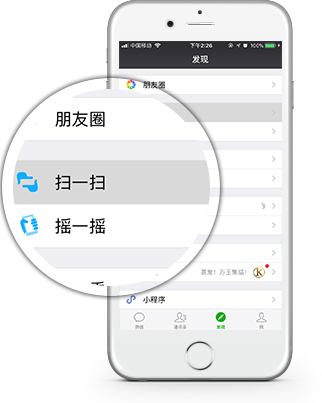 中国移动
下午2:26
100%
发现
朋友圈
朋友圈
扫一扫
摇一摇
首发！万王集结！
K
小程序
微信
通讯录
发现
我